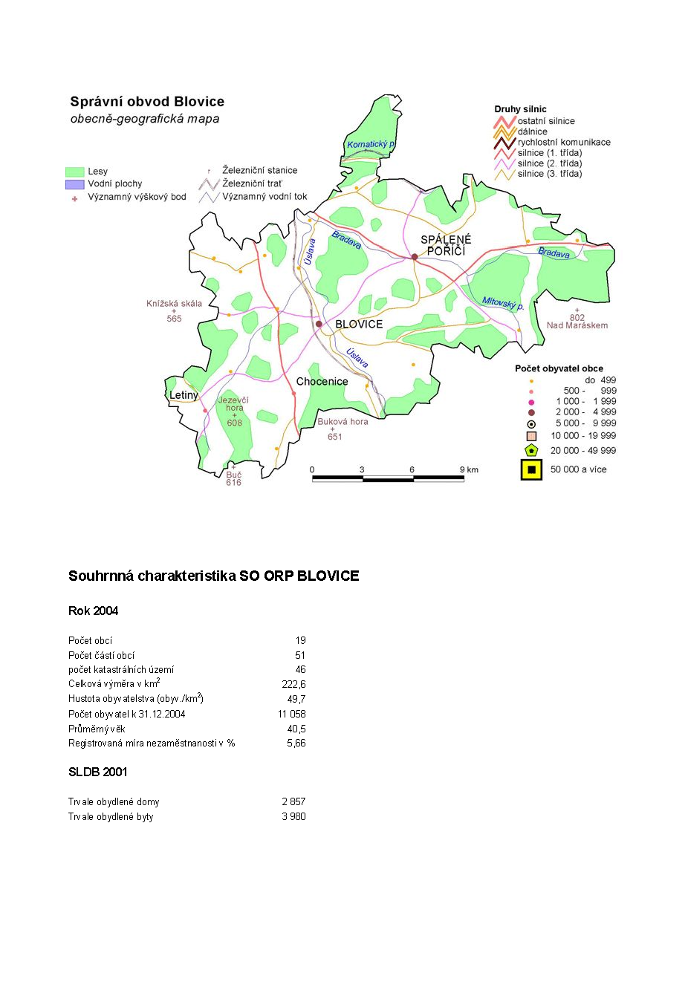 Správní obvod Blovice
obecně-geografická mapa
Lesy
Vodní plochy
Významný výškový bod
Železniční stanice
Železniční trať
Významný vodní tok
Druhy silnic
ostatní silnice
dálnice
rychlostní komunikace
silnice (1. třída)
silnice (2. třída)
silnice (3. třída)
Kornatický p.
SPÁLENÉ
POŘÍČÍ
Bradava
Úslava
Bradava
Mítovský p.
Knížská skála
565
802
Nad Maráskem
BLOVICE
Úslava
Chocenice
Letiny
Jezevčí
hora
608
Buková hora
651
Buč
616
0 3 6 9 km
Počet obyvatel obce
do 499
500 - 999
1 000 - 1 999
2 000 - 4 999
5 000 - 9 999
10 000 - 19 999
20 000 - 49 999
50 000 a více
Souhrnná charakteristika SO ORP BLOVICE
Rok 2004
Počet obcí 19
Počet částí obcí 51
počet katastrálních území 46
Celková výměra v km² 222,6
Hustota obyvatelstva (obyv./km²) 49,7
Počet obyvatel k 31.12.2004 11 058
Průměrný věk 40,5
Registrovaná míra nezaměstnanosti v % 5,66
SLDB 2001
Trvale obydlené domy 2 857
Trvale obydlené byty 3 980